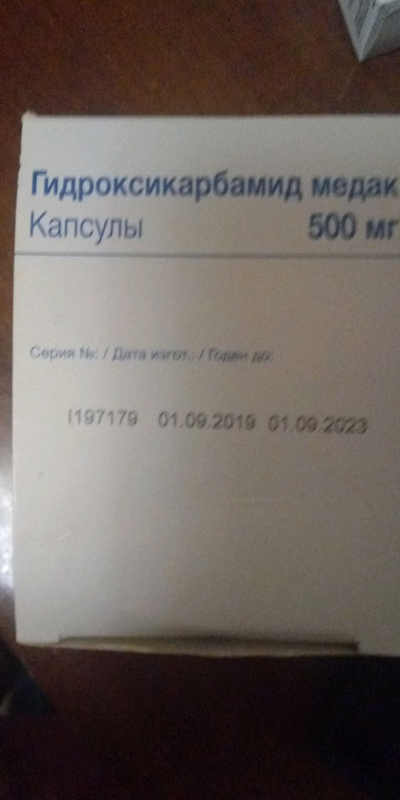 Гидроксикарбамид медак
Капсулы 500 мг
Серия №: / Дата изгот.: / Годен до:
I197179 01.09.2019 01.09.2023